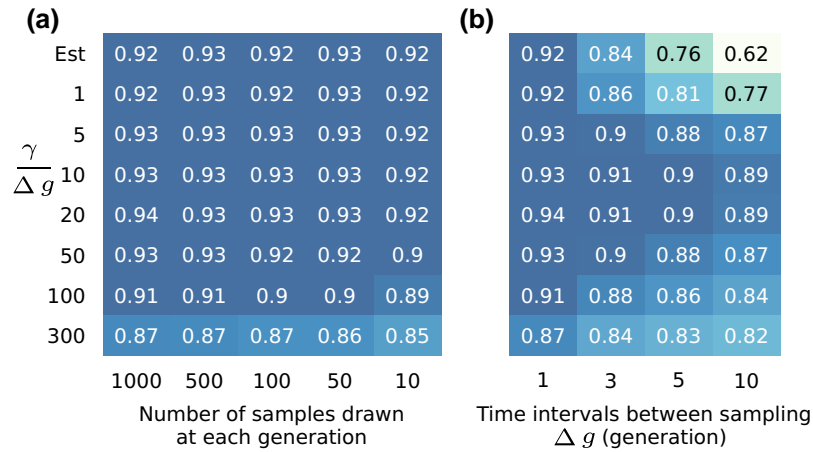 (a) (b)
Est 0.92 0.93 0.92 0.93 0.92 0.92 0.84 0.76 0.62
1 0.92 0.93 0.92 0.93 0.92 0.92 0.86 0.81 0.77
5 0.93 0.93 0.93 0.93 0.92 0.93 0.9 0.88 0.87
γ
Δ g
10 0.93 0.93 0.93 0.93 0.92 0.93 0.91 0.9 0.89
20 0.94 0.93 0.93 0.93 0.92 0.94 0.91 0.9 0.89
50 0.93 0.93 0.92 0.92 0.9 0.93 0.9 0.88 0.87
100 0.91 0.91 0.9 0.9 0.89 0.91 0.88 0.86 0.84
300 0.87 0.87 0.87 0.86 0.85 0.87 0.84 0.83 0.82
1000 500 100 50 10 1 3 5 10
Number of samples drawn
at each generation
Time intervals between sampling
Δ g (generation)